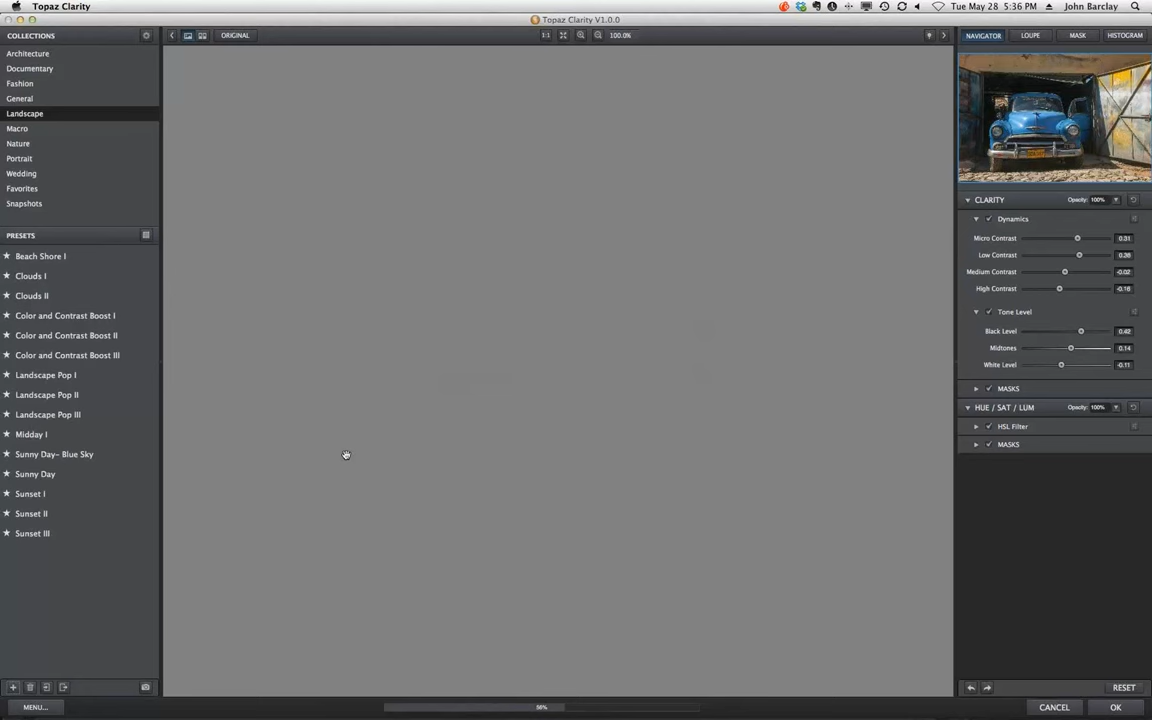 Topaz Clarity
Tue May 28 5:36 PM John Barclay
Topaz Clarity V1.0.0
COLLECTIONS
ORIGINAL
1:1
100.0%
NAVIGATOR
LOUPE
MASK
HISTOGRAM
Architecture
Documentary
Fashion
General
Landscape
Macro
Nature
Portrait
Wedding
Favorites
Snapshots
PRESETS
Beach Shore I
Clouds I
Clouds II
Color and Contrast Boost I
Color and Contrast Boost II
Color and Contrast Boost III
Landscape Pop I
Landscape Pop II
Landscape Pop III
Midday I
Sunny Day- Blue Sky
Sunny Day
Sunset I
Sunset II
Sunset III
CLARITY Opacity: 100%
Dynamics
Micro Contrast 0.31
Low Contrast
Medium Contrast -0.02
High Contrast -0.16
Tone Level
Black Level 0.42
Midtones 0.14
White Level -0.11
MASKS
HUE / SAT / LUM Opacity: 100%
HSL Filter
MASKS
RESET
MENU...
56%
CANCEL
OK